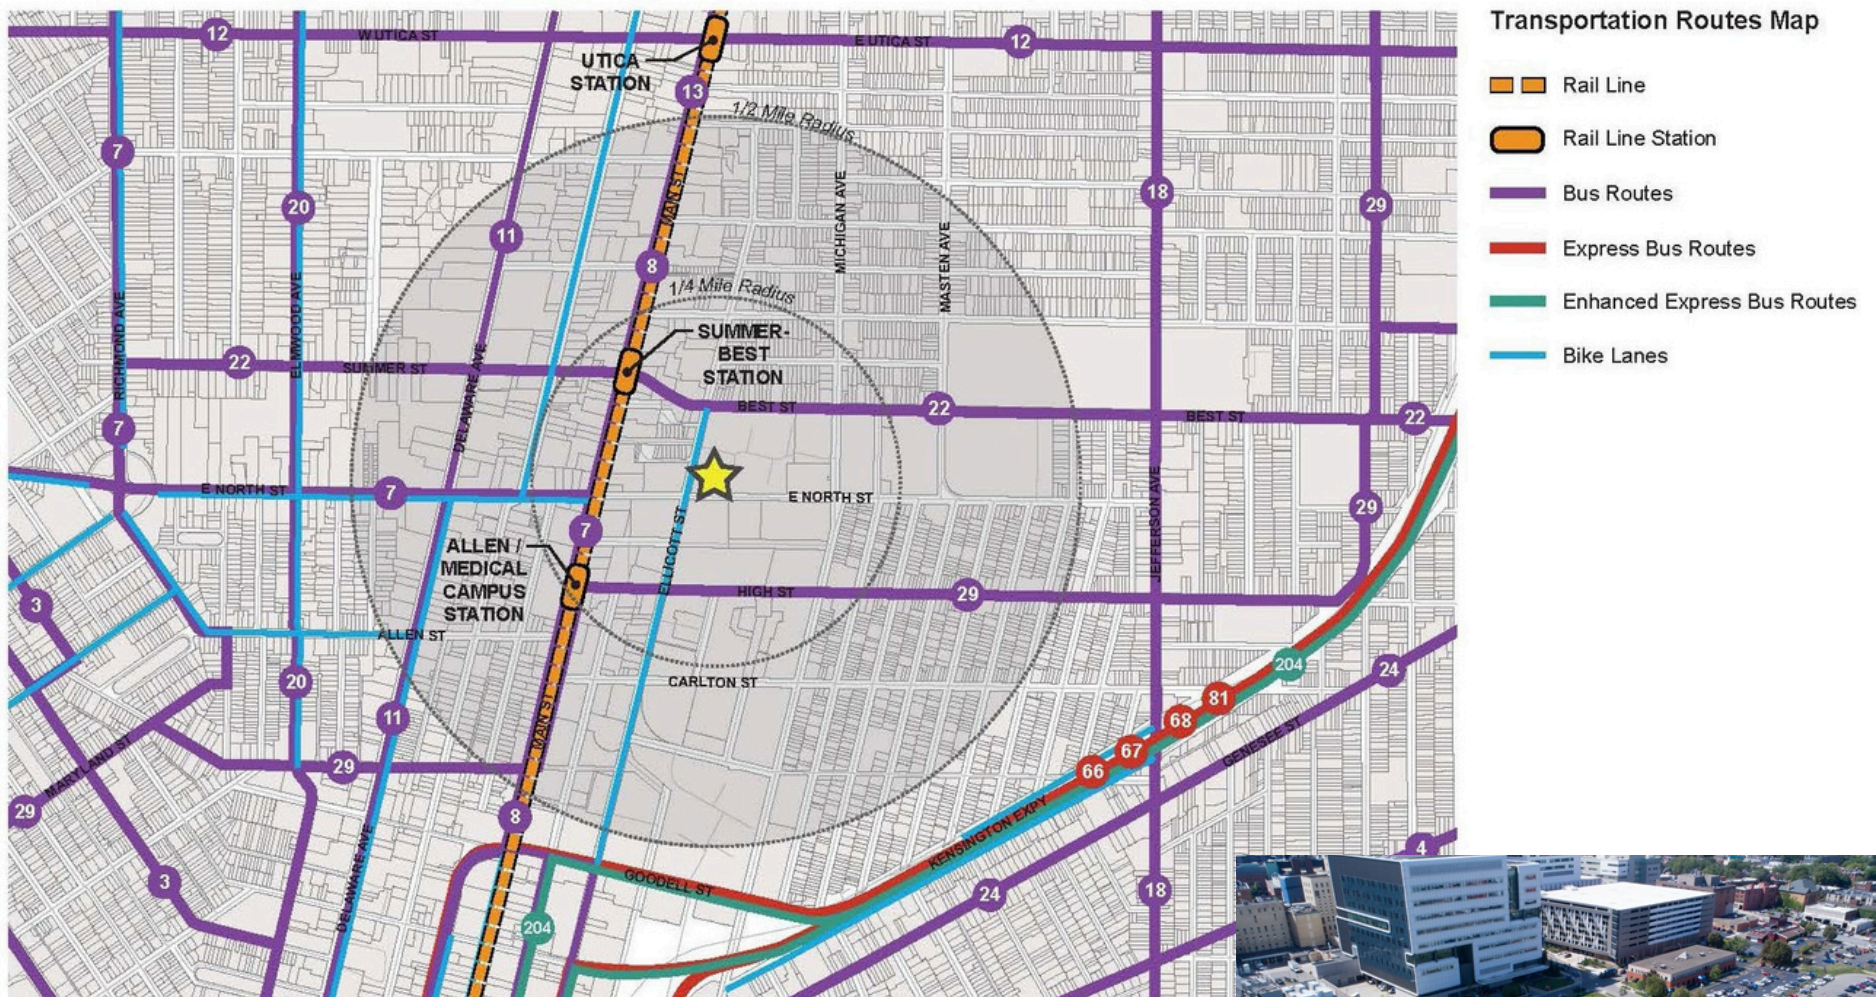 Transportation Routes Map
Rail Line
Rail Line Station
Bus Routes
Express Bus Routes
Enhanced Express Bus Routes
Bike Lanes
12
W UTICA ST
E UTICA ST
12
UTICA
STATION
13
1/2 Mile Radius
7
20
11
MAIN ST
8
MICHIGAN AVE
MASTEN AVE
18
29
1/4 Mile Radius
SUMMER-
BEST
STATION
RICHMOND AVE
ELMWOOD AVE
22
SUMMER ST
DELAWARE AVE
BEST ST
22
BEST ST
22
7
E NORTH ST
7
E NORTH ST
JEFFERSON AVE
29
7
ALLEN /
MEDICAL
CAMPUS
STATION
ELLICOTT ST
HIGH ST
29
3
ALLEN ST
20
CARLTON ST
204
24
81
68
67
66
11
MAIN ST
GENESEE ST
MARYLAND ST
29
29
8
KENSINGTON EXPY
4
3
DELAWARE AVE
GOODELL ST
24
18
204